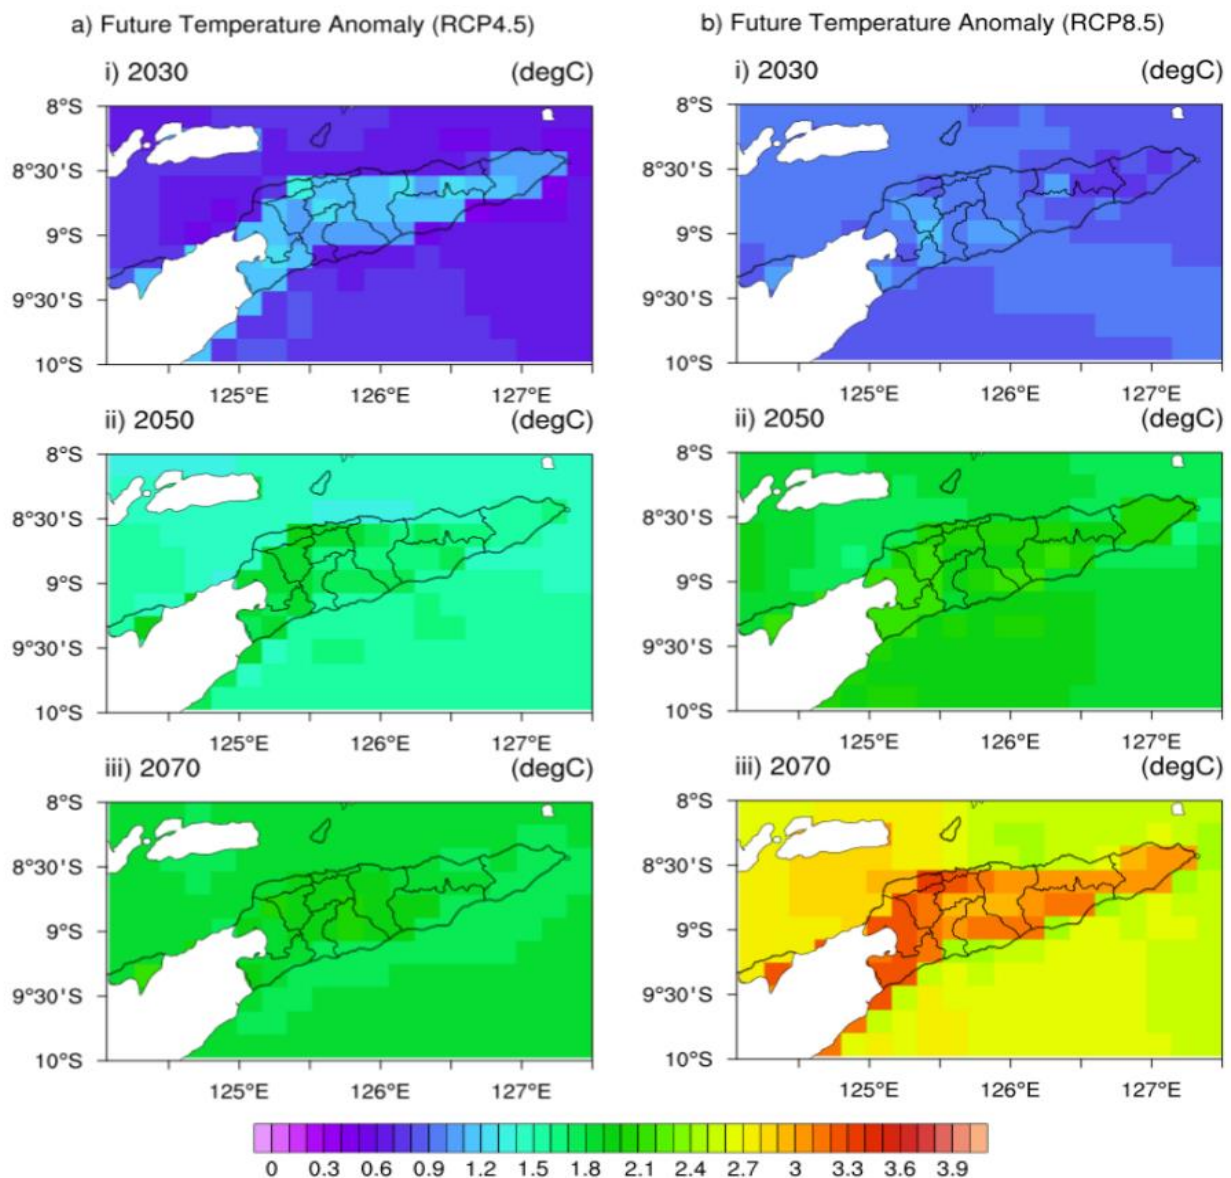 a) Future Temperature Anomaly (RCP4.5)
b) Future Temperature Anomaly (RCP8.5)
i) 2030 (degC)
8°S
8°30'S
9°S
9°30'S
10°S
125°E 126°E 127°E
i) 2030 (degC)
8°S
8°30'S
9°S
9°30'S
10°S
125°E 126°E 127°E
ii) 2050 (degC)
8°S
8°30'S
9°S
9°30'S
10°S
125°E 126°E 127°E
ii) 2050 (degC)
8°S
8°30'S
9°S
9°30'S
10°S
125°E 126°E 127°E
iii) 2070 (degC)
8°S
8°30'S
9°S
9°30'S
10°S
125°E 126°E 127°E
iii) 2070 (degC)
8°S
8°30'S
9°S
9°30'S
10°S
125°E 126°E 127°E
0 0.3 0.6 0.9 1.2 1.5 1.8 2.1 2.4 2.7 3 3.3 3.6 3.9